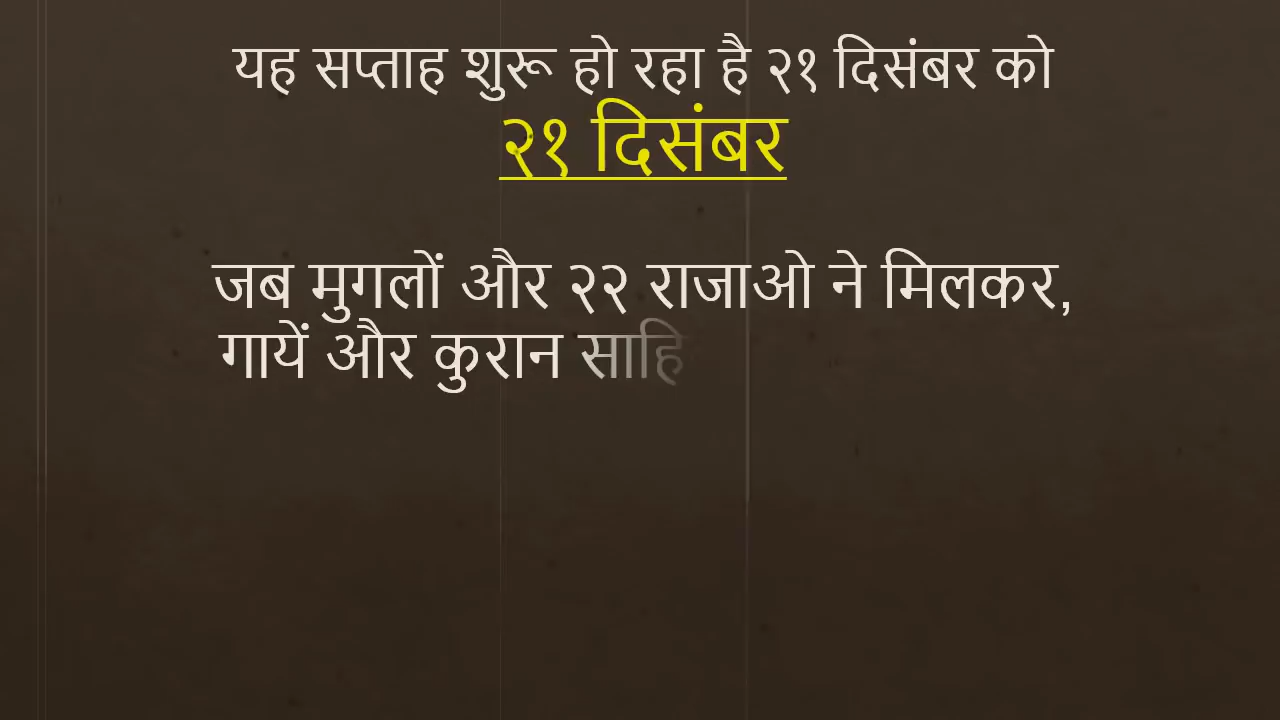 यह सप्ताह शुरू हो रहा है २१ दिसंबर को
२१ दिसंबर
जब मुगलों और २२ राजाओ ने मिलकर,
गायें और कुरान साहि